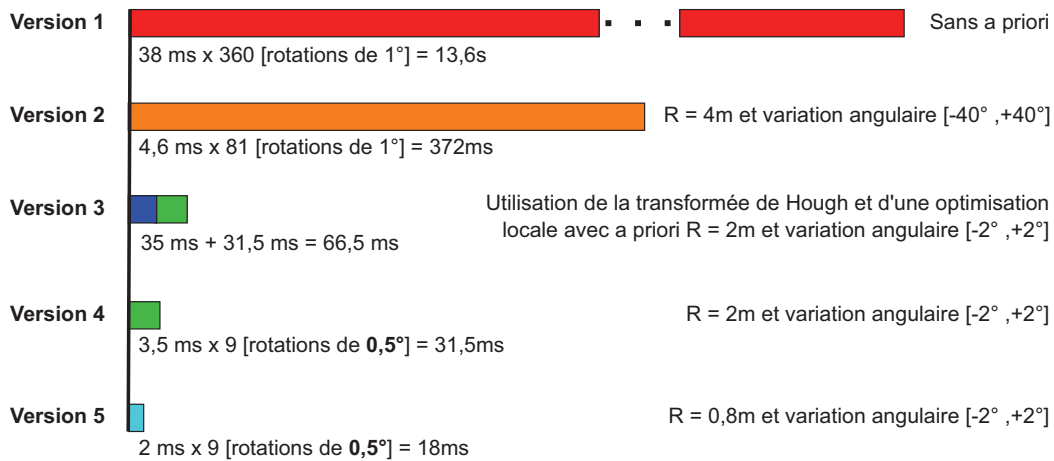 Version 1
Sans a priori
38 ms x 360 [rotations de 1°] = 13,6s
Version 2
R = 4m et variation angulaire [-40° ,+40°]
4,6 ms x 81 [rotations de 1°] = 372ms
Version 3
Utilisation de la transformée de Hough et d'une optimisation
locale avec a priori R = 2m et variation angulaire [-2° ,+2°]
35 ms + 31,5 ms = 66,5 ms
Version 4
R = 2m et variation angulaire [-2° ,+2°]
3,5 ms x 9 [rotations de 0,5°] = 31,5ms
Version 5
R = 0,8m et variation angulaire [-2° ,+2°]
2 ms x 9 [rotations de 0,5°] = 18ms